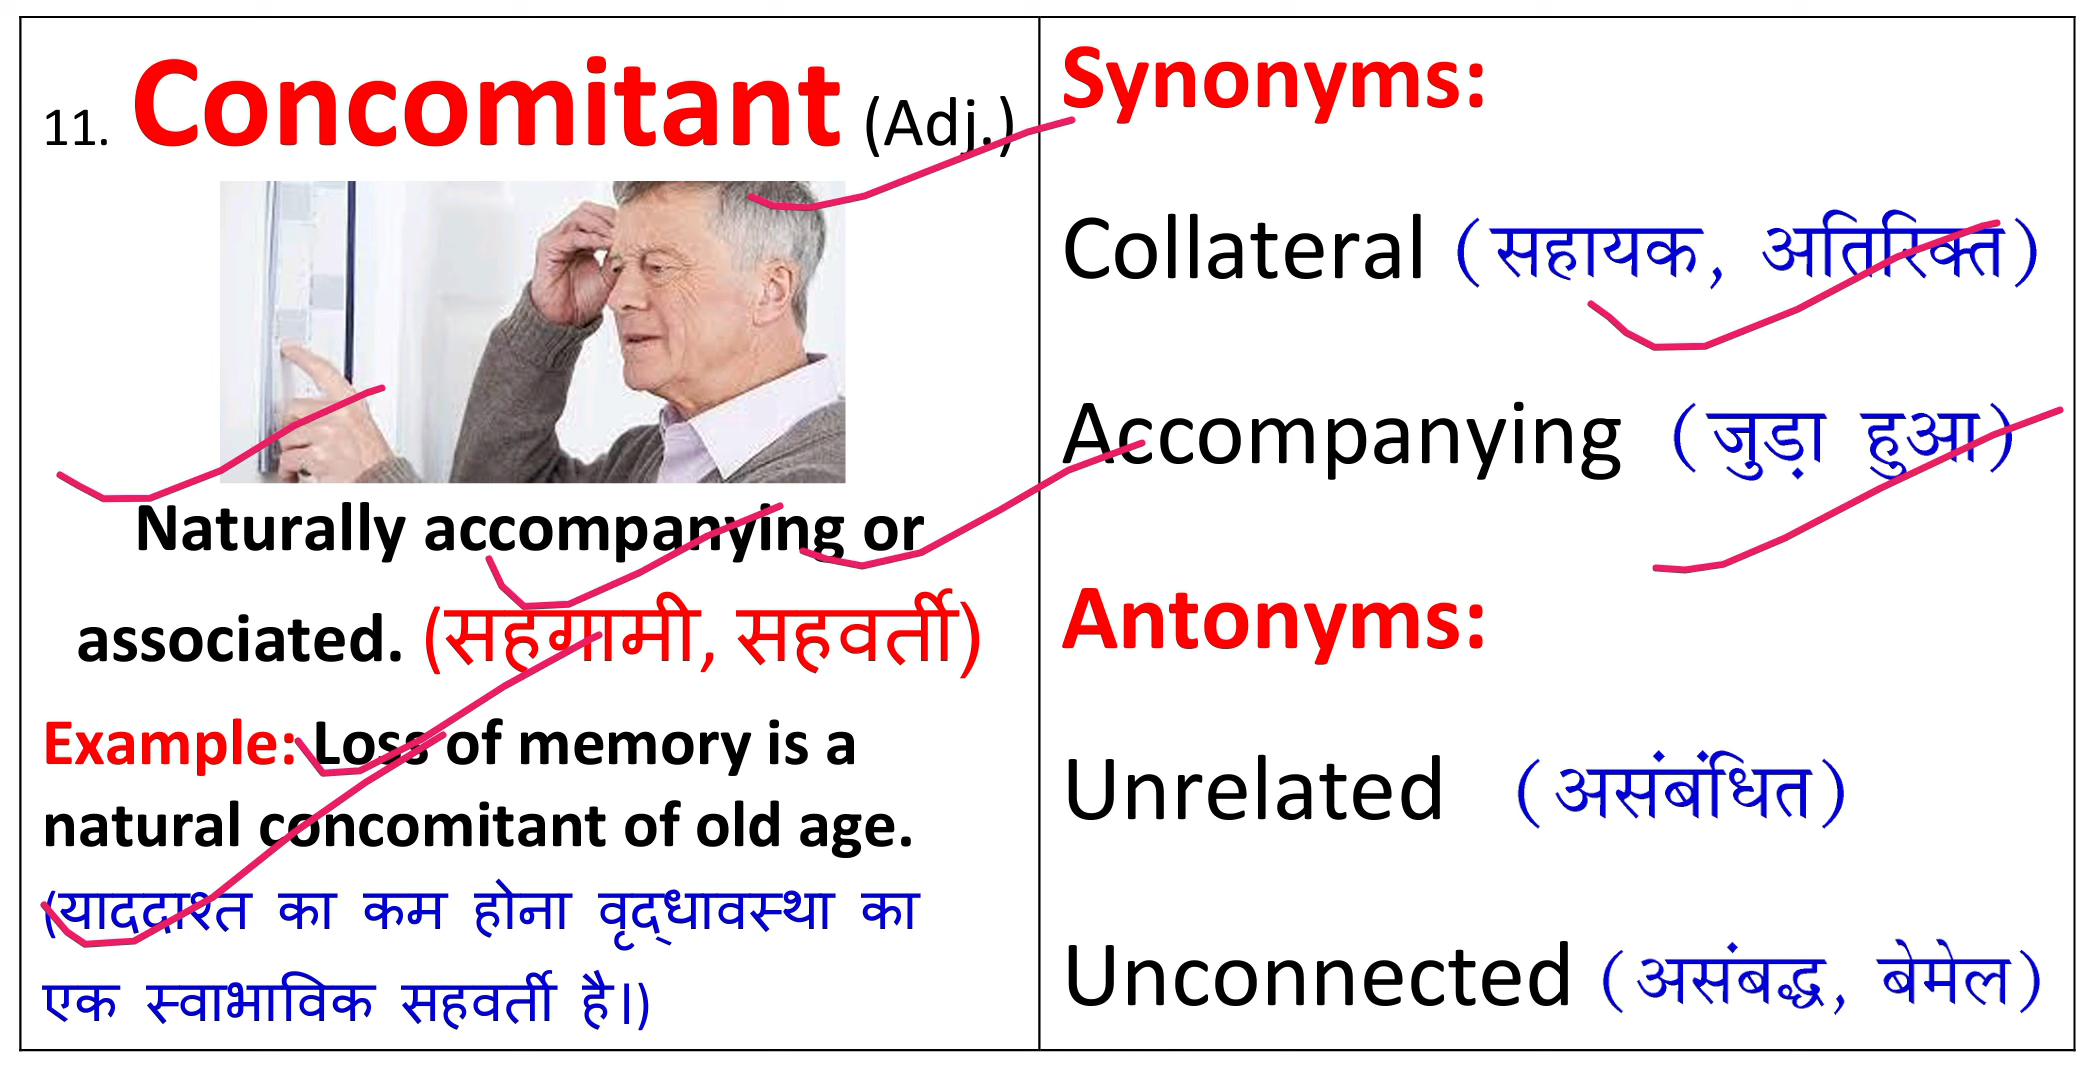 11. Concomitant (Adj.)
Naturally accompanying or
associated. (सहगामी, सहवर्ती)
Example: Loss of memory is a
natural concomitant of old age.
(याददाश्त का कम होना वृद्धावस्था का
एक स्वाभाविक सहवर्ती है।)
Synonyms:
Collateral (सहायक, अतिरिक्त)
Accompanying (जुड़ा हुआ)
Antonyms:
Unrelated (असंबंधित)
Unconnected (असंबद्ध, बेमेल)